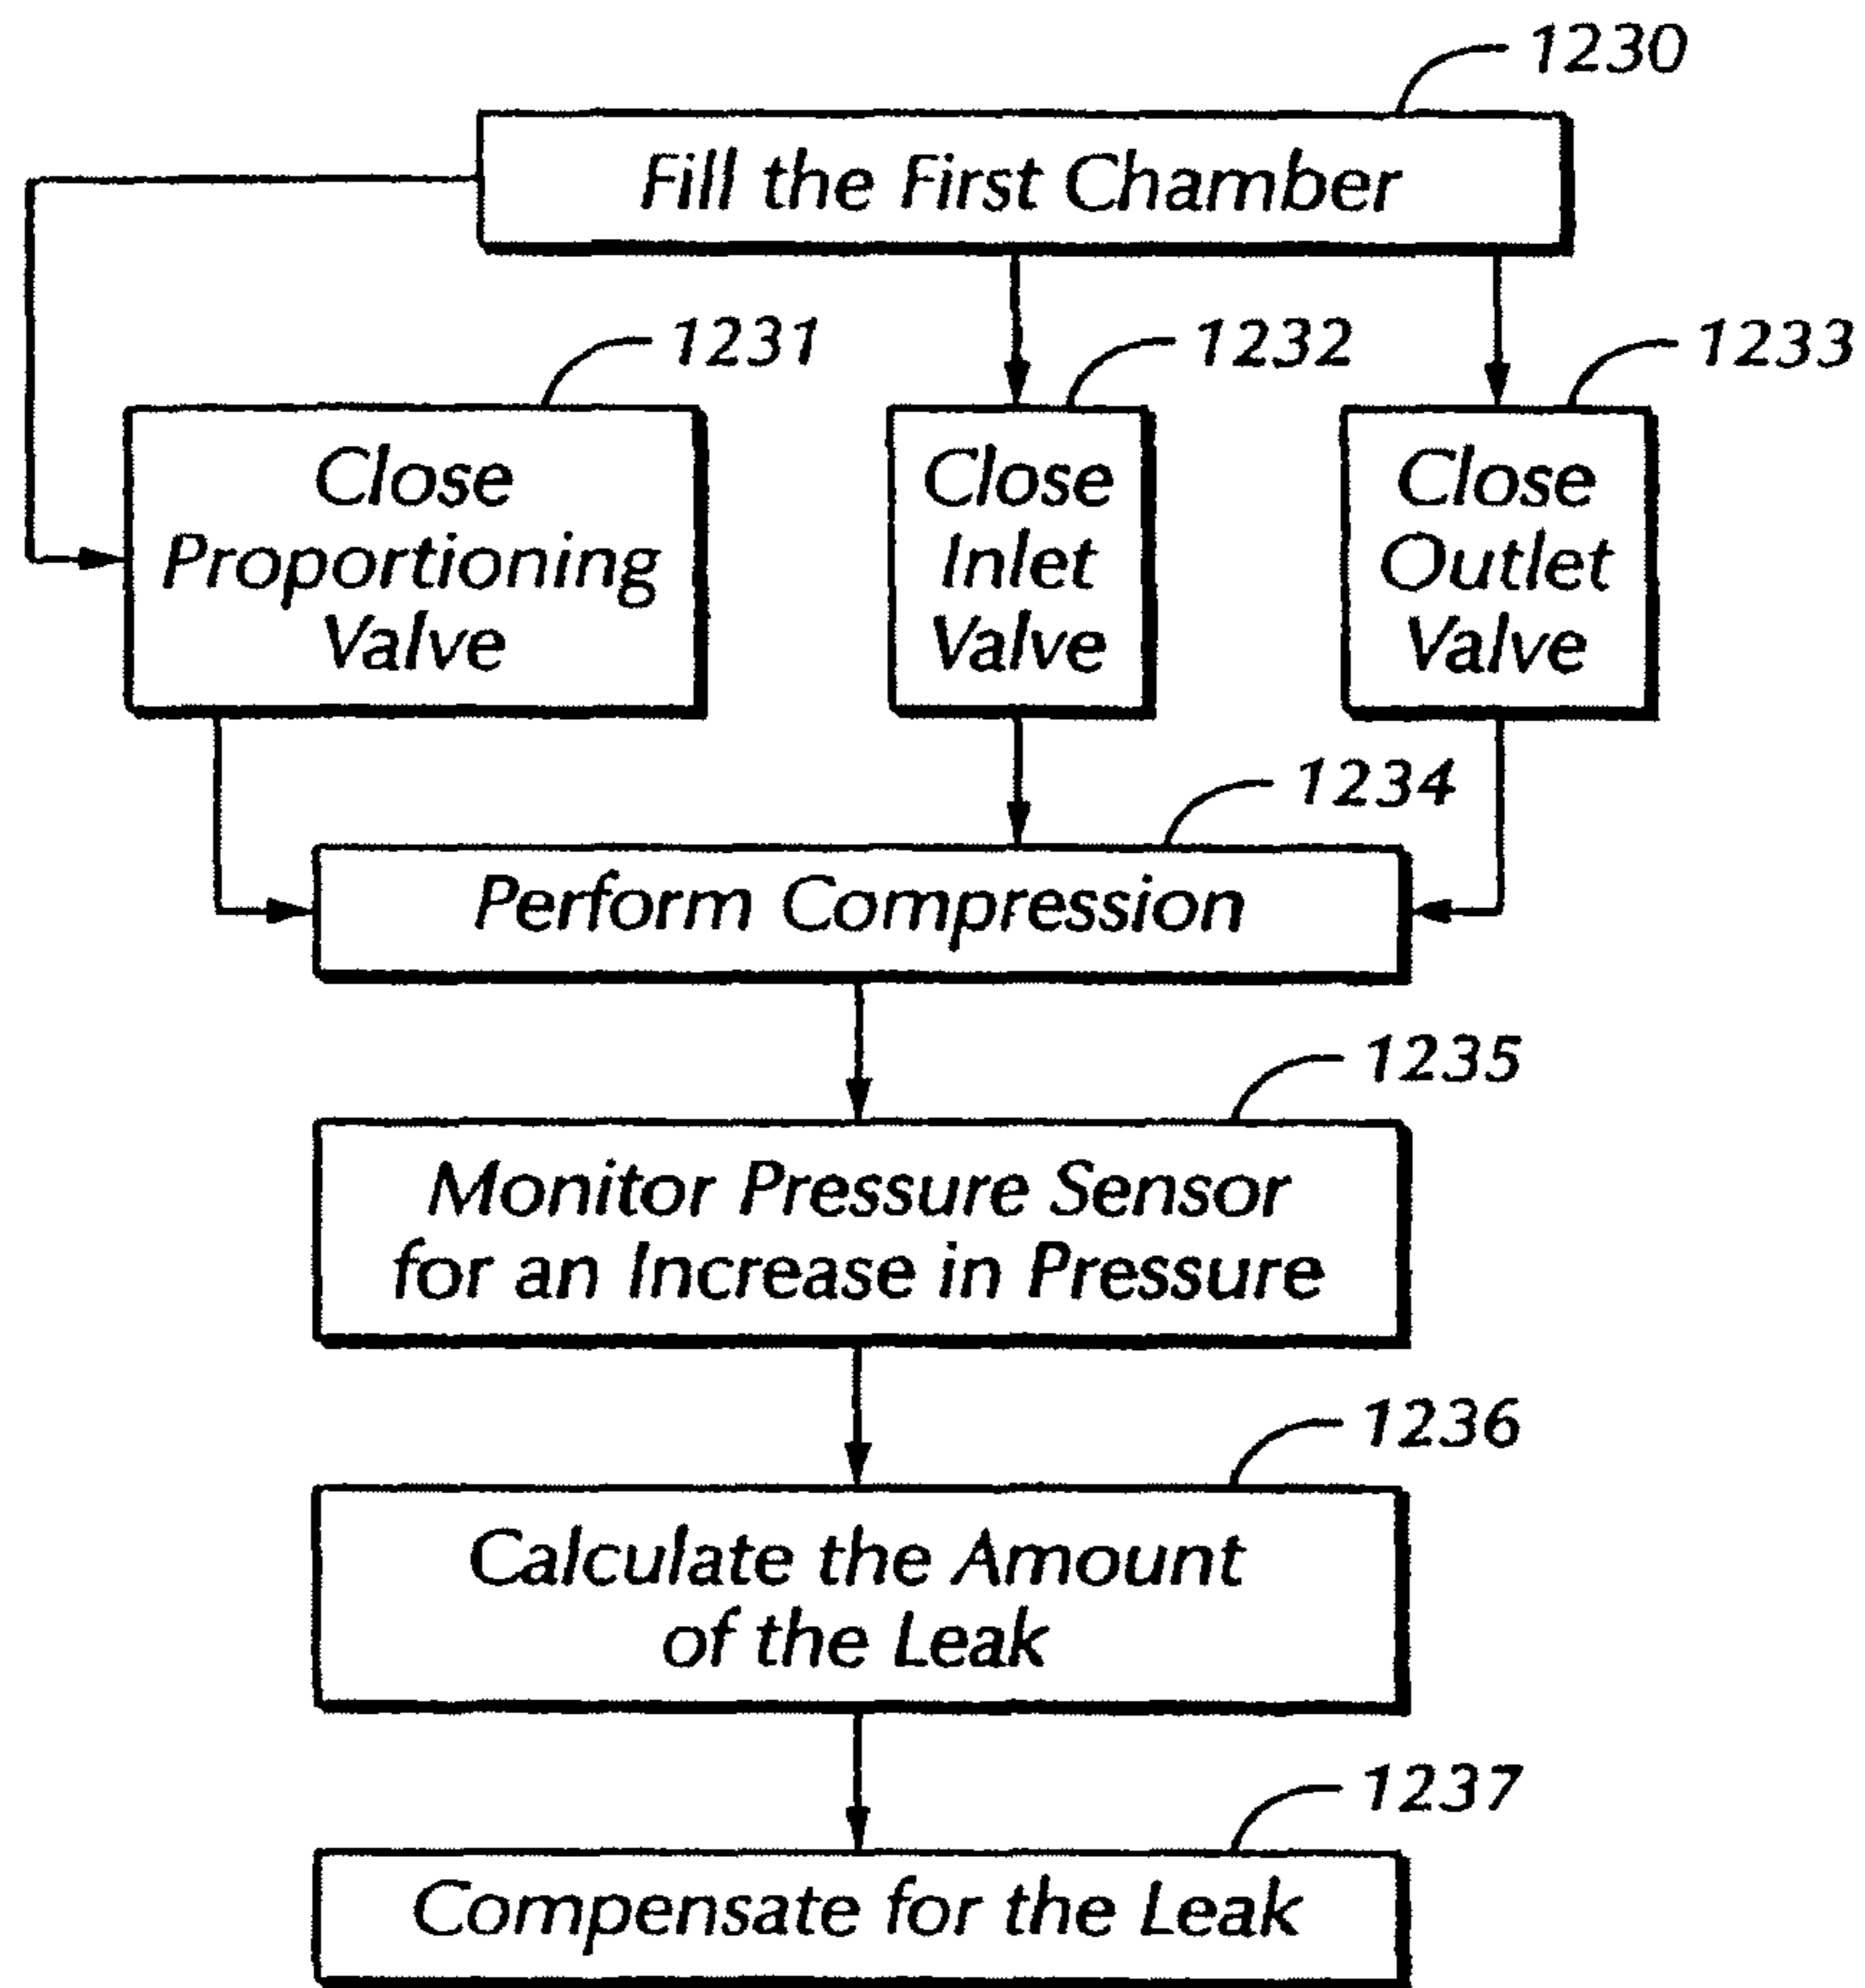 1230
Fill the First Chamber
1231
1232
1233
Close
Proportioning
Valve
Close
Inlet
Valve
Close
Outlet
Valve
1234
Perform Compression
1235
Monitor Pressure Sensor
for an Increase in Pressure
1236
Calculate the Amount
of the Leak
1237
Compensate for the Leak